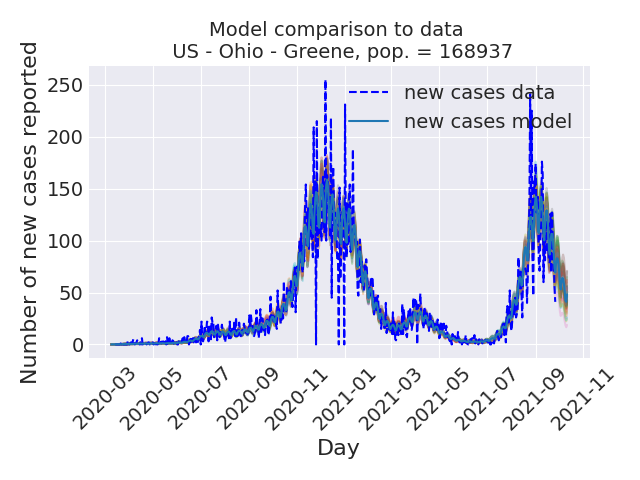 Model comparison to data
US - Ohio - Greene, pop. = 168937
Number of new cases reported
250
200
150
100
50
0
new cases data
new cases model
2020-03
2020-05
2020-07
2020-09
2020-11
2021-01
2021-03
2021-05
2021-07
2021-09
2021-11
Day